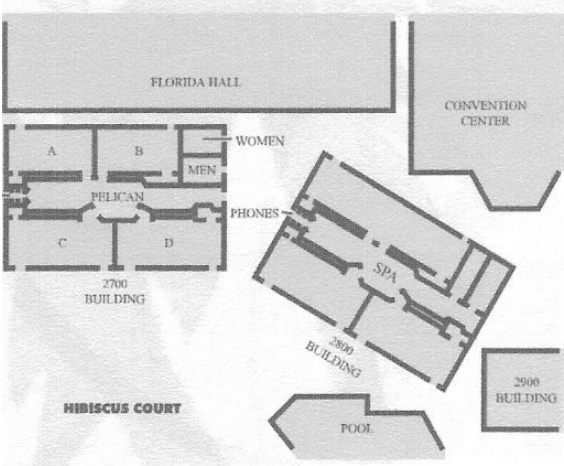 FLORIDA HALL
CONVENTION
CENTER
A
B
WOMEN
MEN
PELICAN
PHONES
C
D
SPA
2700
BUILDING
2800
BUILDING
2900
BUILDING
HIBISCUS COURT
POOL